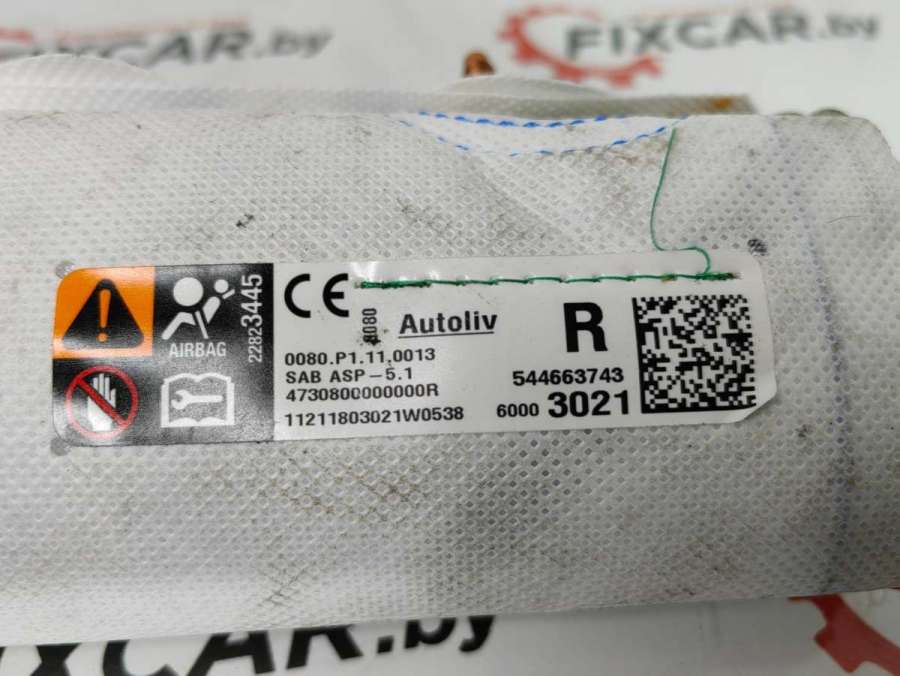 FIXCAR.by
AIRBAG
22823445
CE
0080
Autoliv
R
0080.P1.11.0013
SAB ASP-5.1
4730800000000R
11211803021W0538
544663743
6000 3021
FIXCAR.by